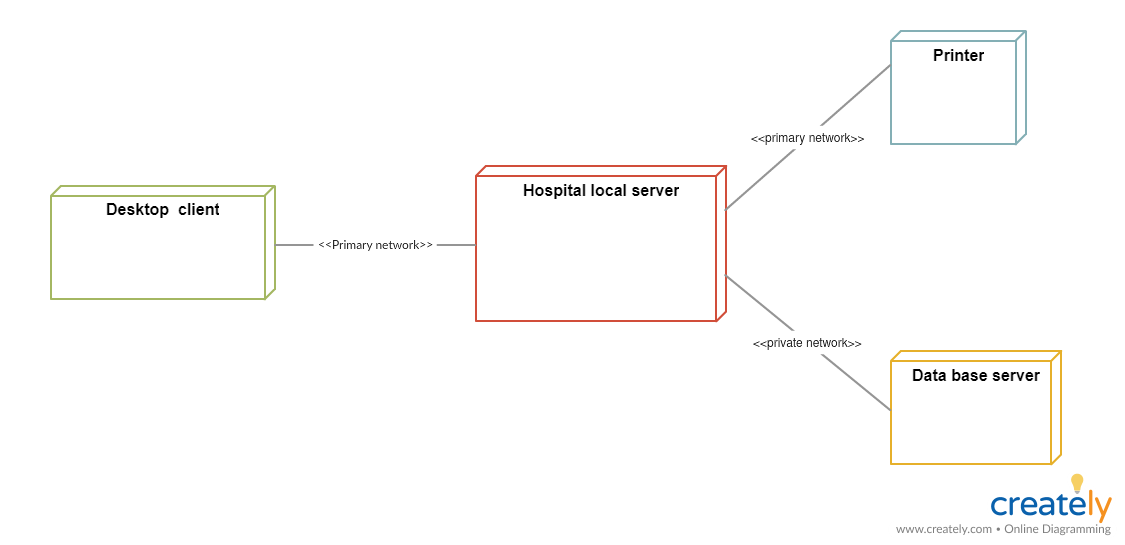 Printer
<<primary network>>
Hospital local server
Desktop  client
<<Primary network>>
<<private network>>
Data base server
creately
www.creately.com • Online Diagramming